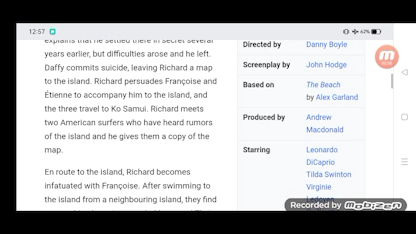 12:57
62%
explains that he settled there in secret several
years earlier, but difficulties arose and he left.
Daffy commits suicide, leaving Richard a map
to the island. Richard persuades Françoise and
Étienne to accompany him to the island, and
the three travel to Ko Samui. Richard meets
two American surfers who have heard rumors
of the island and he gives them a copy of the
map.
En route to the island, Richard becomes
infatuated with Françoise. After swimming to
the island from a neighbouring island, they find
Directed by Danny Boyle
Screenplay by John Hodge
Based on The Beach
by Alex Garland
Produced by Andrew
Macdonald
Starring Leonardo
DiCaprio
Tilda Swinton
Virginie
Ledoyen
Recorded by mobizen